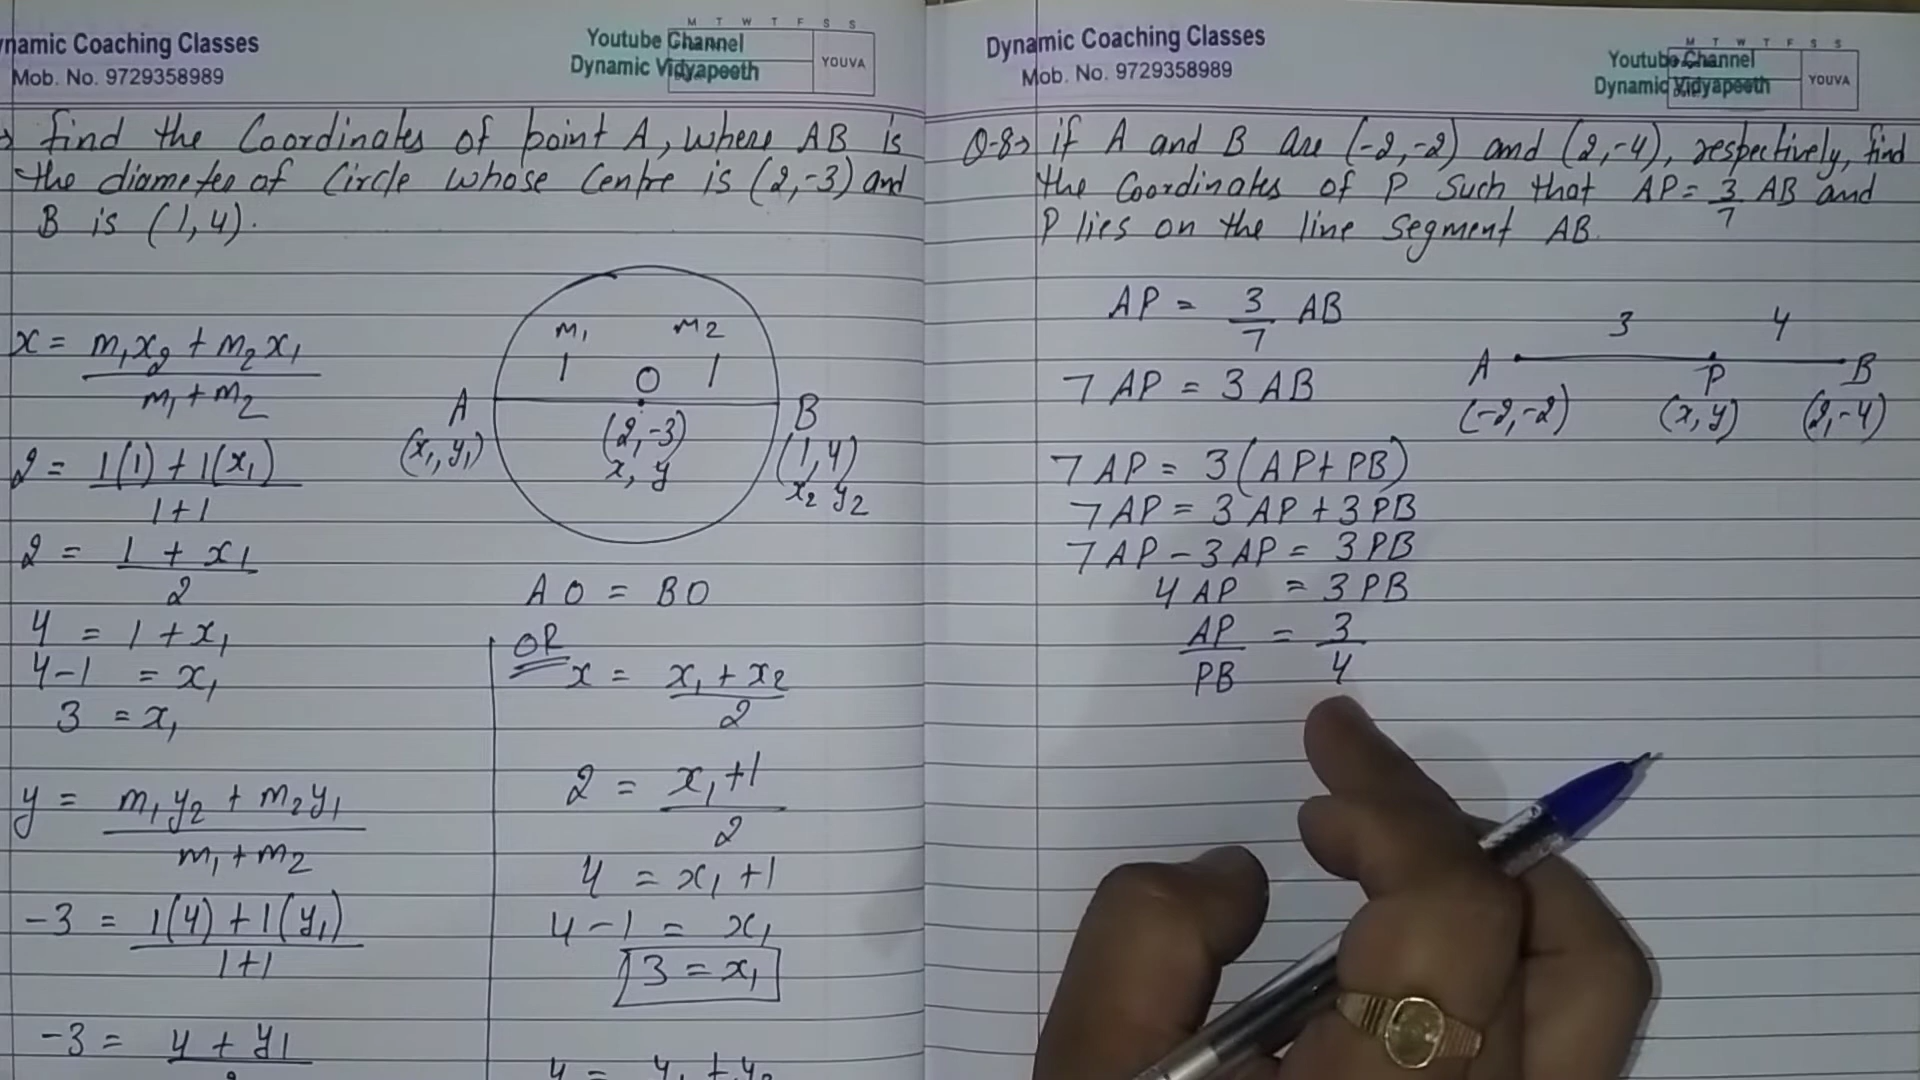 ynamic Coaching Classes
Mob. No. 9729358989
Youtube Channel
Dynamic Vidyapeeth
M T W T F S S
YOUVA
find the Coordinates of point A, where AB is
the diameter of Circle whose Centre is (2,-3) and
B is (1,4).
x = m₁x₂ + m₂x₁
m₁ + m₂
2 = 1(1) + 1(x₁)
1+1
2 = 1 + x₁
2
4 = 1 + x₁
4-1 = x₁
3 = x₁
y = m₁y₂ + m₂y₁
m₁ + m₂
-3 = 1(4) + 1(y₁)
1+1
-3 = 4 + y₁
m₁ m₂
1 O 1
A B
(x₁, y₁) (2,-3) (1,4)
x, y x₂ y₂
AO = BO
OR
x = x₁ + x₂
2
2 = x₁+1
2
4 = x₁+1
4-1 = x₁
3 = x₁
y = y₁ + y₂
Dynamic Coaching Classes
Mob. No. 9729358989
M T W T F S S
Youtube Channel
Dynamic Vidyapeeth
YOUVA
Q-8→ if A and B are (-2,-2) and (2,-4), respectively, find
the Coordinates of P Such that AP = 3/7 AB and
P lies on the line segment AB.
AP = 3/7 AB
7 AP = 3 AB
7 AP = 3(AP+PB)
7 AP = 3 AP + 3 PB
7 AP - 3 AP = 3 PB
4 AP = 3 PB
AP = 3
PB 4
3 4
A P B
(-2,-2) (x, y) (2,-4)